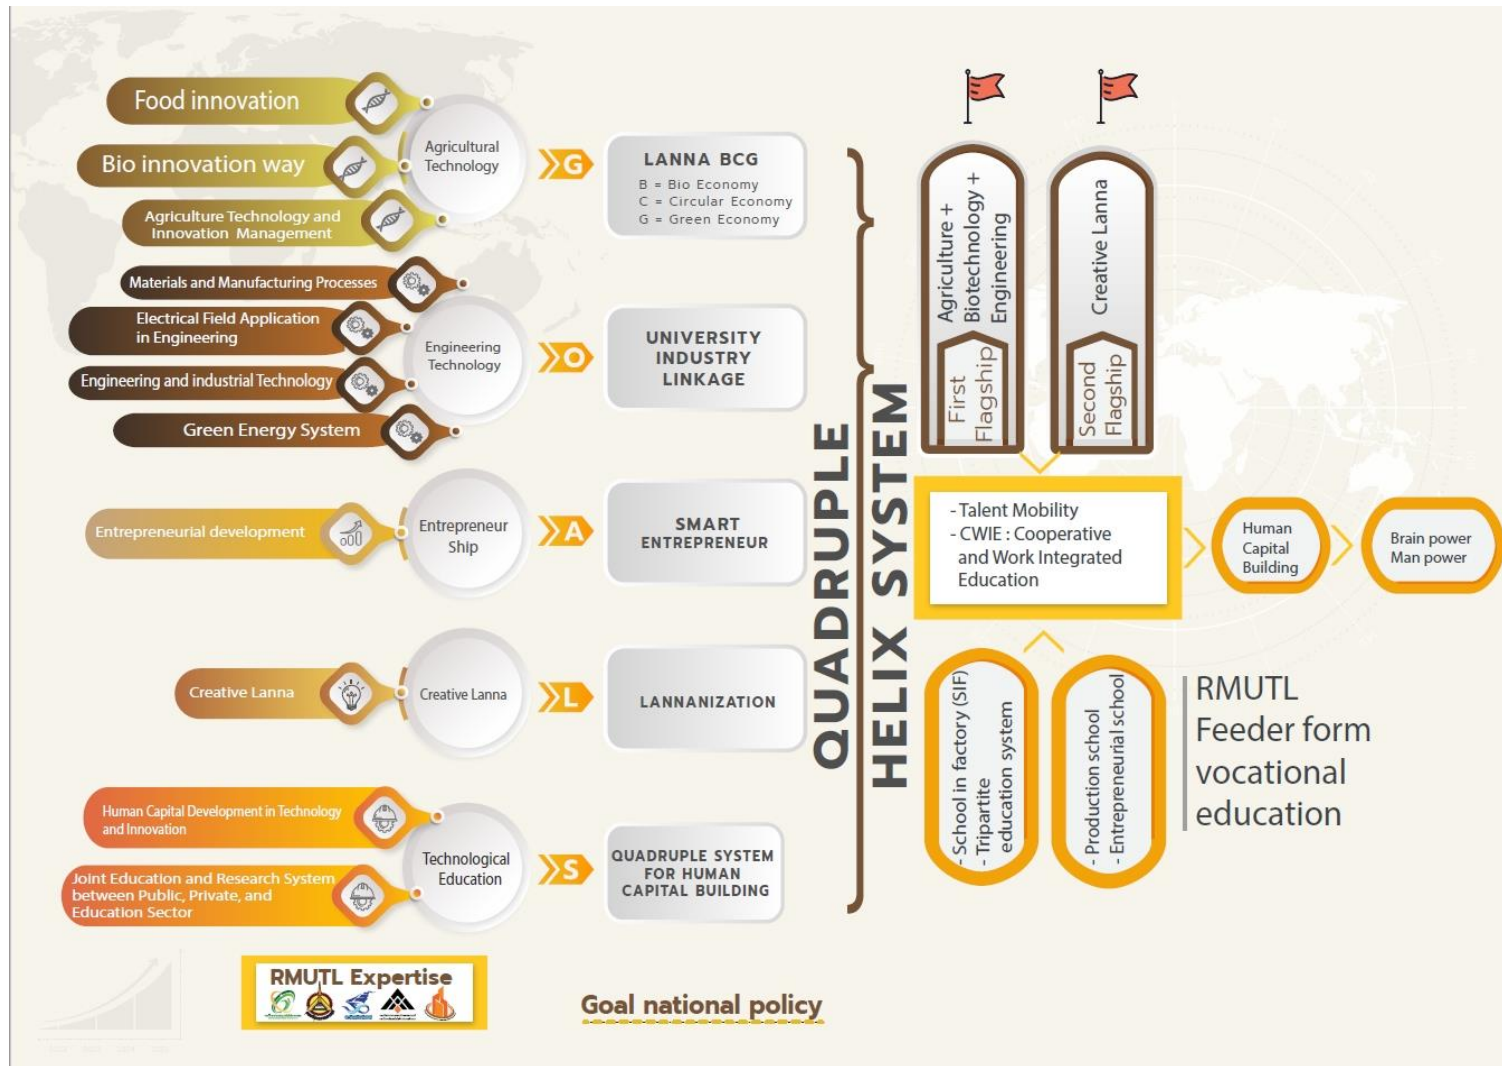 Food innovation
Bio innovation way
Agriculture Technology and
Innovation Management
Agricultural
Technology
G
LANNA BCG
B = Bio Economy
C = Circular Economy
G = Green Economy
Materials and Manufacturing Processes
Electrical Field Application
in Engineering
Engineering and industrial Technology
Green Energy System
Engineering
Technology
O
UNIVERSITY
INDUSTRY
LINKAGE
Entrepreneurial development
Entrepreneur
Ship
A
SMART
ENTREPRENEUR
Creative Lanna
Creative Lanna
L
LANNANIZATION
Human Capital Development in Technology
and Innovation
Joint Education and Research System
between Public, Private, and
Education Sector
Technological
Education
S
QUADRUPLE SYSTEM
FOR HUMAN
CAPITAL BUILDING
RMUTL Expertise
Goal national policy
QUADRUPLE
HELIX SYSTEM
Agriculture +
Biotechnology +
Engineering
First
Flagship
Creative Lanna
Second
Flagship
- Talent Mobility
- CWIE : Cooperative
and Work Integrated
Education
Human
Capital
Building
Brain power
Man power
- School in factory (SIF)
- Tripartite
education system
- Production school
- Entrepreneurial school
RMUTL
Feeder form
vocational
education